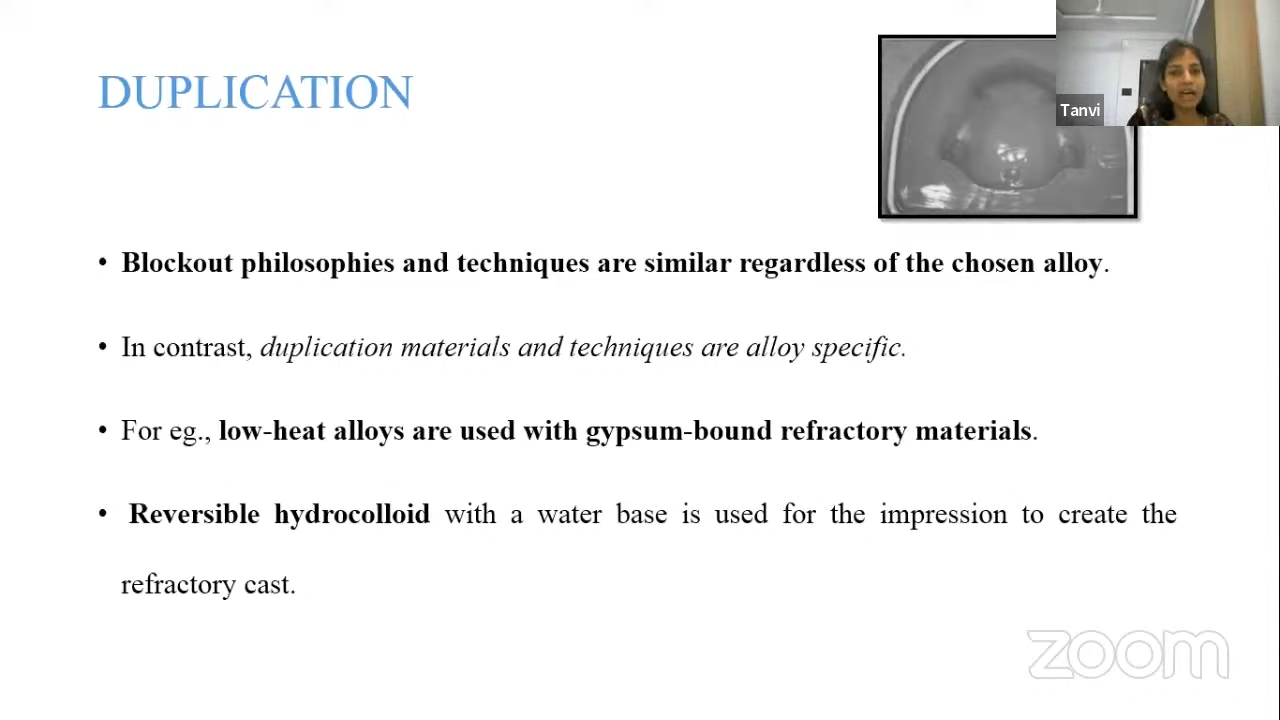 DUPLICATION
Tanvi
• Blockout philosophies and techniques are similar regardless of the chosen alloy.
• In contrast, duplication materials and techniques are alloy specific.
• For eg., low-heat alloys are used with gypsum-bound refractory materials.
• Reversible hydrocolloid with a water base is used for the impression to create the
refractory cast.
zoom